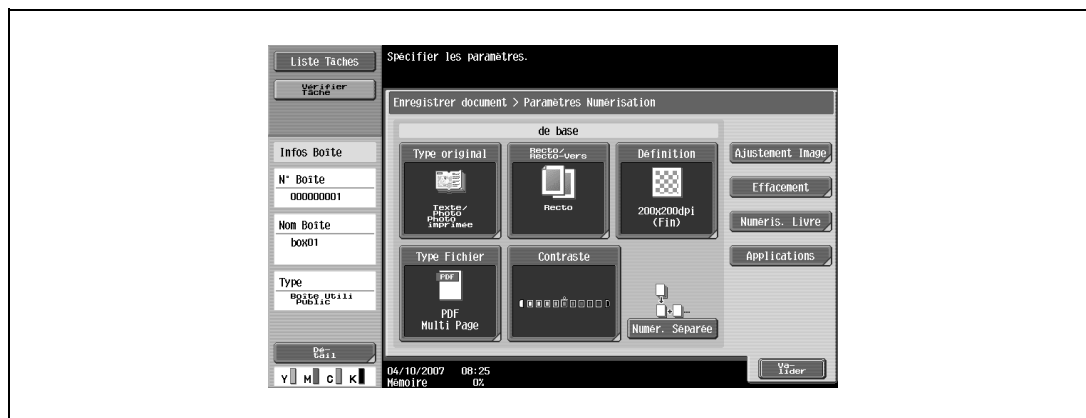 Liste Tâches
Vérifier
Tâche
Spécifier les paramètres.
Enregistrer document > Paramètres Numérisation
de base
Infos Boîte
N° Boîte
000000001
Nom Boîte
box01
Type
Boîte Utili
Public
Dé-
tail
Y M C K
Type original
Texte/
Photo
Photo
imprimée
Recto/
Recto-Vers
Recto
Définition
200x200dpi
(Fin)
Type Fichier
PDF
PDF
Multi Page
Contraste
Numér. Séparée
Ajustement Image
Effacement
Numéris. Livre
Applications
04/10/2007 08:25
Mémoire 0%
Va-
lider